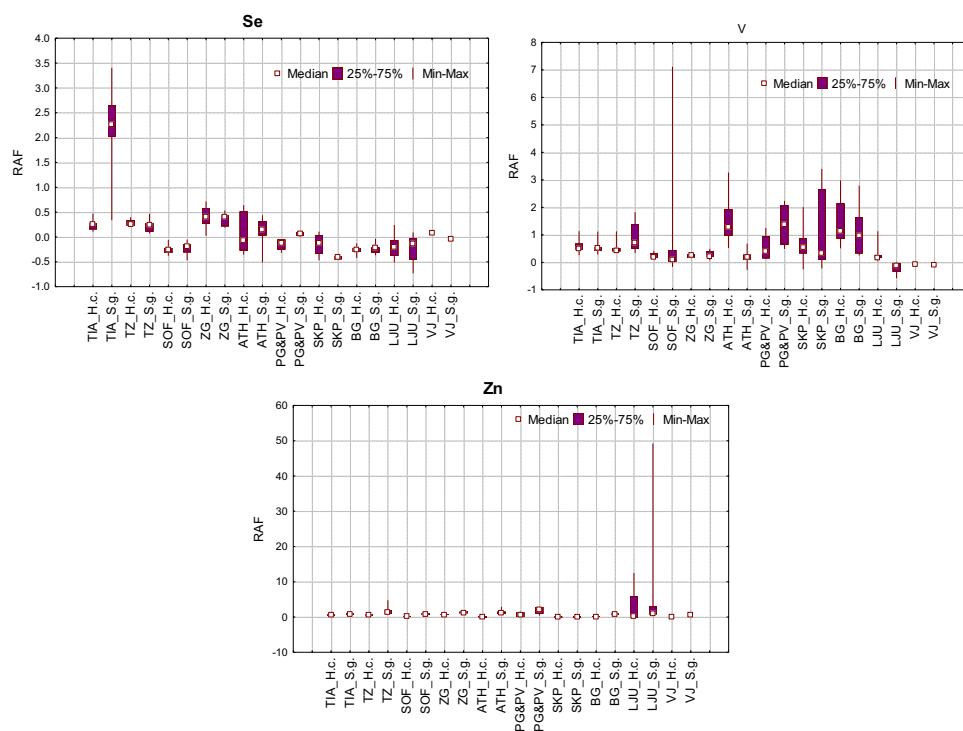 Se
4.0
3.5
3.0
2.5
2.0
1.5
1.0
0.5
0.0
-0.5
-1.0
RAF
Median 25%-75% Min-Max
TIA_H.c.
TIA_S.g.
TZ_H.c.
TZ_S.g.
SOF_H.c.
SOF_S.g.
ZG_H.c.
ZG_S.g.
ATH_H.c.
ATH_S.g.
PG&PV_H.c.
PG&PV_S.g.
SKP_H.c.
SKP_S.g.
BG_H.c.
BG_S.g.
LJU_H.c.
LJU_S.g.
VJ_H.c.
VJ_S.g.
V
8
7
6
5
4
3
2
1
0
-1
RAF
Median 25%-75% Min-Max
TIA_H.c.
TIA_S.g.
TZ_H.c.
TZ_S.g.
SOF_H.c.
SOF_S.g.
ZG_H.c.
ZG_S.g.
ATH_H.c.
ATH_S.g.
PG&PV_H.c.
PG&PV_S.g.
SKP_H.c.
SKP_S.g.
BG_H.c.
BG_S.g.
LJU_H.c.
LJU_S.g.
VJ_H.c.
VJ_S.g.
Zn
60
50
40
30
20
10
0
-10
RAF
Median 25%-75% Min-Max
TIA_H.c.
TIA_S.g.
TZ_H.c.
TZ_S.g.
SOF_H.c.
SOF_S.g.
ZG_H.c.
ZG_S.g.
ATH_H.c.
ATH_S.g.
PG&PV_H.c.
PG&PV_S.g.
SKP_H.c.
SKP_S.g.
BG_H.c.
BG_S.g.
LJU_H.c.
LJU_S.g.
VJ_H.c.
VJ_S.g.